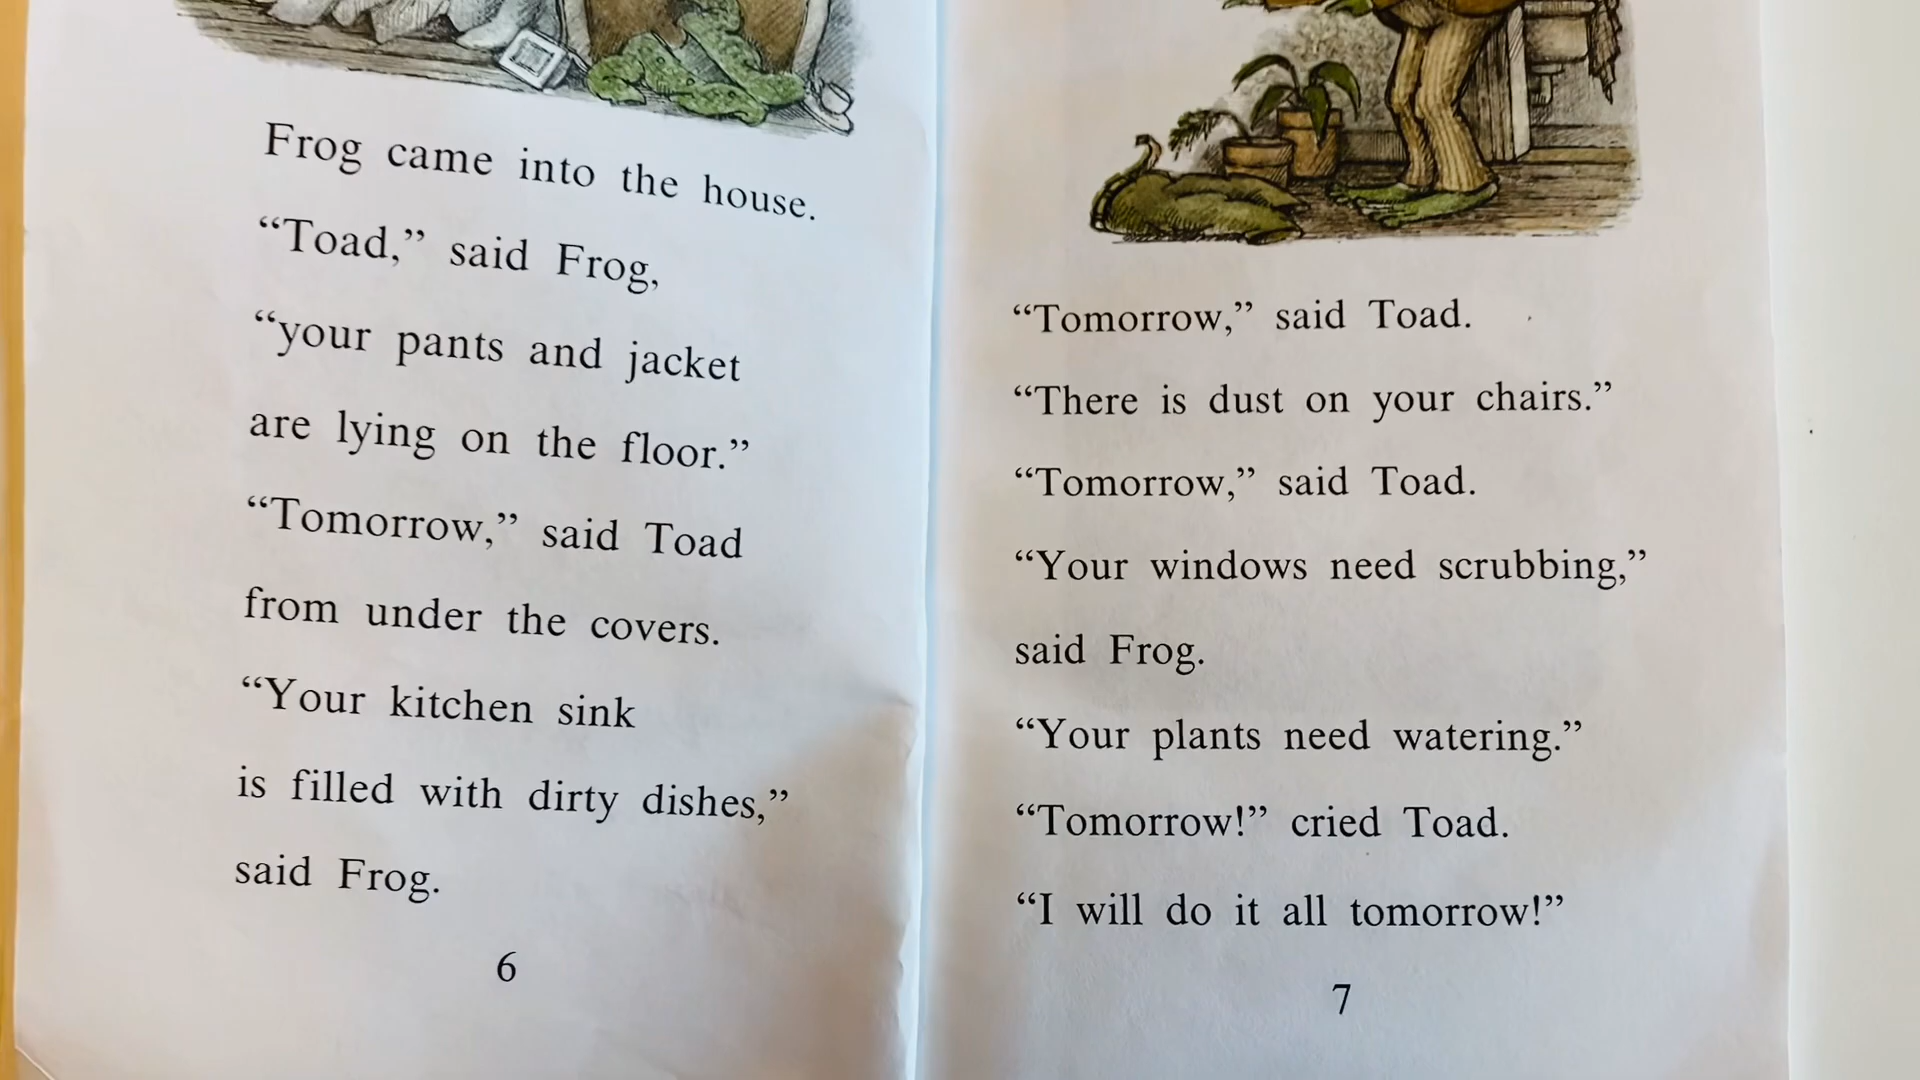 Frog came into the house.
“Toad,” said Frog,
“your pants and jacket
are lying on the floor.”
“Tomorrow,” said Toad
from under the covers.
“Your kitchen sink
is filled with dirty dishes,”
said Frog.
6
“Tomorrow,” said Toad.
“There is dust on your chairs.”
“Tomorrow,” said Toad.
“Your windows need scrubbing,”
said Frog.
“Your plants need watering.”
“Tomorrow!” cried Toad.
“I will do it all tomorrow!”
7